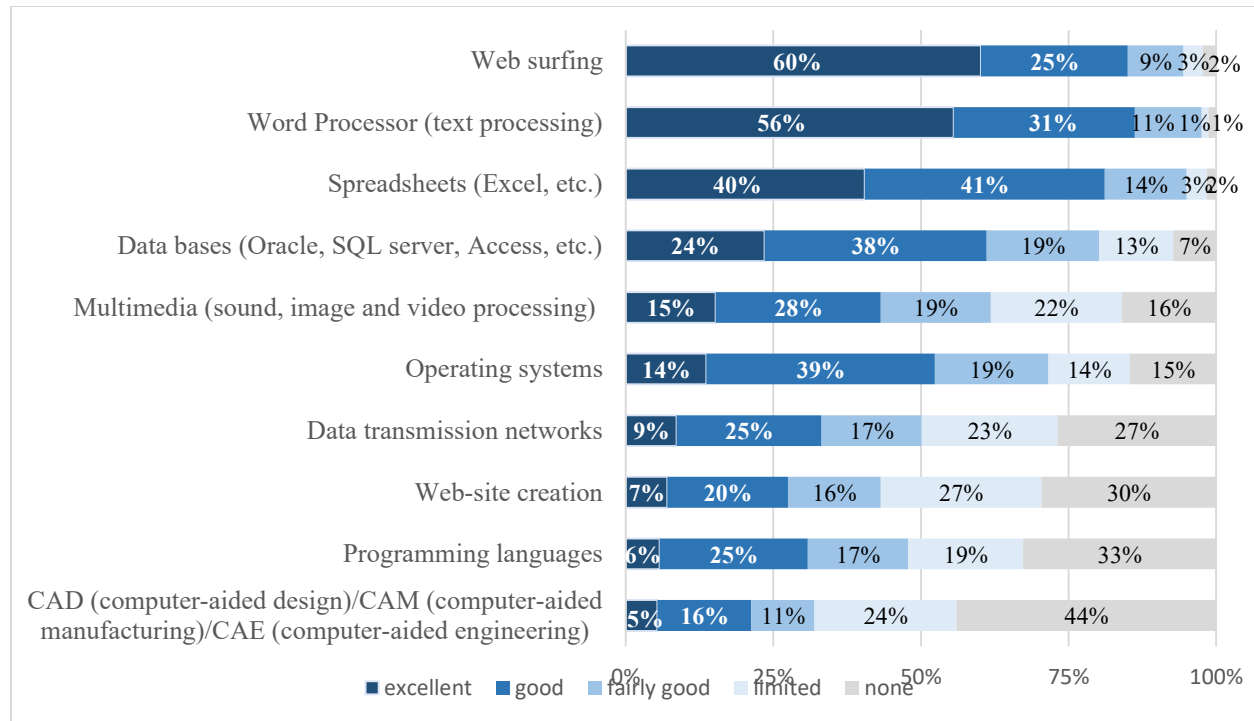 Web surfing 60% 25% 9% 3% 2%
Word Processor (text processing) 56% 31% 11% 1% 1%
Spreadsheets (Excel, etc.) 40% 41% 14% 3% 2%
Data bases (Oracle, SQL server, Access, etc.) 24% 38% 19% 13% 7%
Multimedia (sound, image and video processing) 15% 28% 19% 22% 16%
Operating systems 14% 39% 19% 14% 15%
Data transmission networks 9% 25% 17% 23% 27%
Web-site creation 7% 20% 16% 27% 30%
Programming languages 6% 25% 17% 19% 33%
CAD (computer-aided design)/CAM (computer-aided
manufacturing)/CAE (computer-aided engineering) 5% 16% 11% 24% 44%
0% 25% 50% 75% 100%
excellent good fairly good limited none